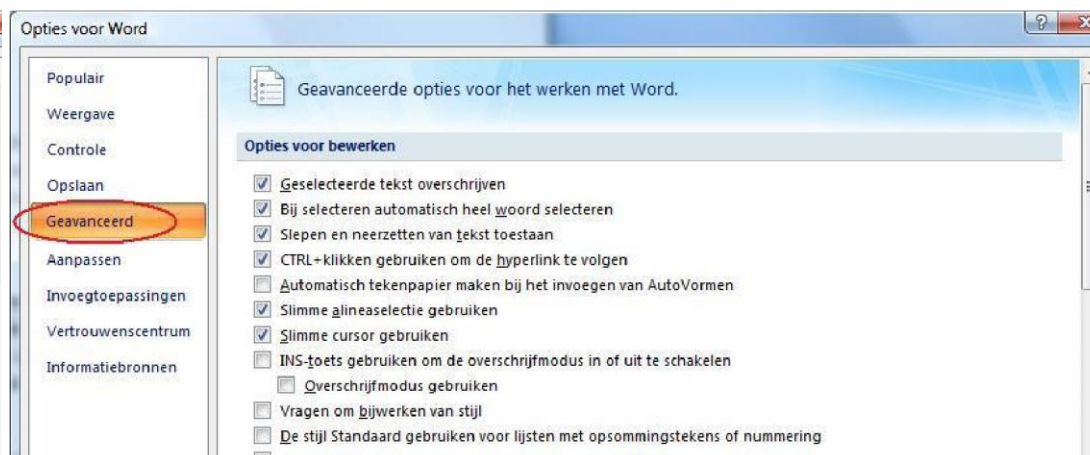 Opties voor Word
Populair
Weergave
Controle
Opslaan
Geavanceerd
Aanpassen
Invoegtoepassingen
Vertrouwenscentrum
Informatiebronnen
Geavanceerde opties voor het werken met Word.
Opties voor bewerken
Geselecteerde tekst overschrijven
Bij selecteren automatisch heel woord selecteren
Slepen en neerzetten van tekst toestaan
CTRL+klikken gebruiken om de hyperlink te volgen
Automatisch tekenpapier maken bij het invoegen van AutoVormen
Slimme alineaselectie gebruiken
Slimme cursor gebruiken
INS-toets gebruiken om de overschrijfmodus in of uit te schakelen
Overschrijfmodus gebruiken
Vragen om bijwerken van stijl
De stijl Standaard gebruiken voor lijsten met opsommingstekens of nummering